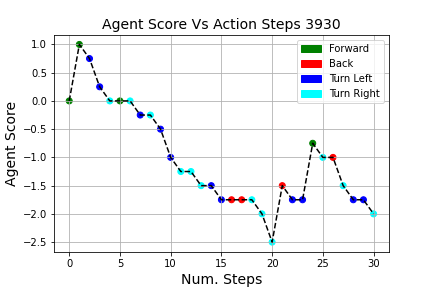 Agent Score Vs Action Steps 3930
Forward
Back
Turn Left
Turn Right
Agent Score
1.0
0.5
0.0
−0.5
−1.0
−1.5
−2.0
−2.5
0 5 10 15 20 25 30
Num. Steps